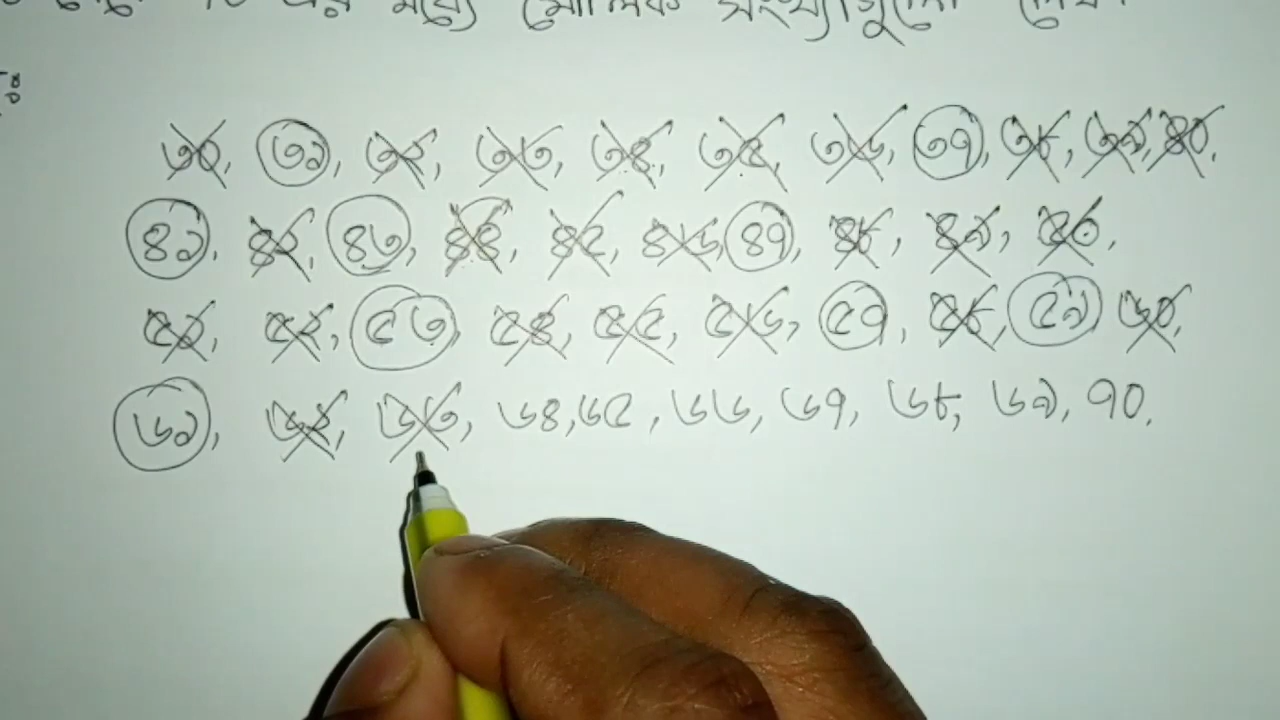 এর মধ্যে মৌলিক সংখ্যাগুলো লেখ।
৩০, ৩১, ৩২, ৩৩, ৩৪, ৩৫, ৩৬, ৩৭, ৩৮, ৩৯, ৪০,
৪১, ৪২, ৪৩, ৪৪, ৪৫, ৪৬, ৪৭, ৪৮, ৪৯, ৫০,
৫১, ৫২, ৫৩, ৫৪, ৫৫, ৫৬, ৫৭, ৫৮, ৫৯, ৬০,
৬১, ৬২, ৬৩, ৬৪, ৬৫, ৬৬, ৬৭, ৬৮, ৬৯, ৭০,